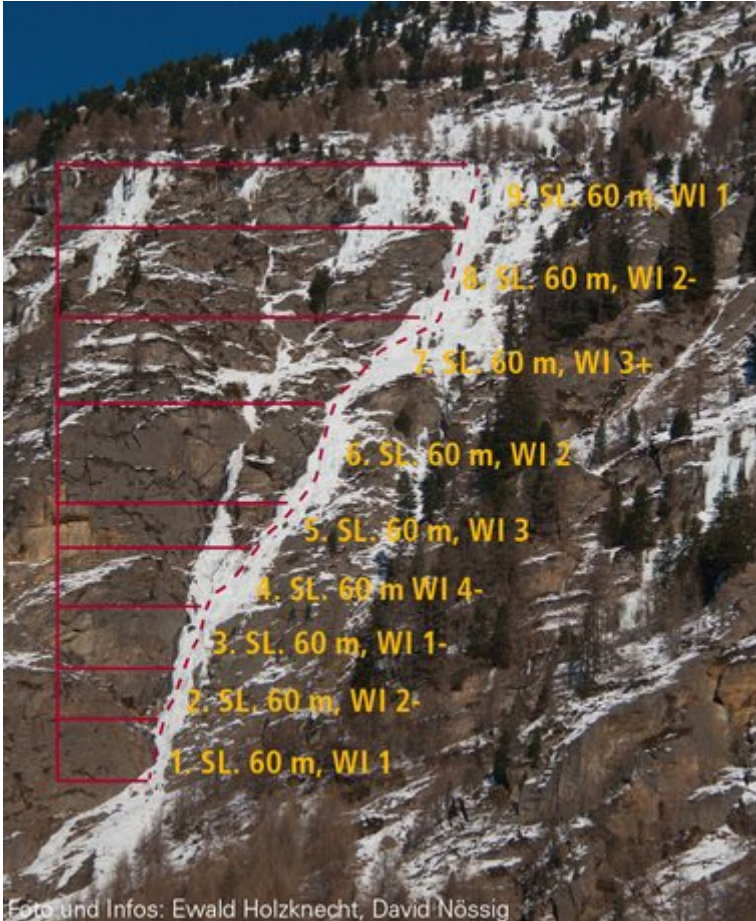 9. SL. 60 m, WI 1
8. SL. 60 m, WI 2-
7. SL. 60 m, WI 3+
6. SL. 60 m, WI 2
5. SL. 60 m, WI 3
4. SL. 60 m WI 4-
3. SL. 60 m, WI 1-
2. SL. 60 m, WI 2-
1. SL. 60 m, WI 1
Foto und Infos: Ewald Holzknecht, David Nössig